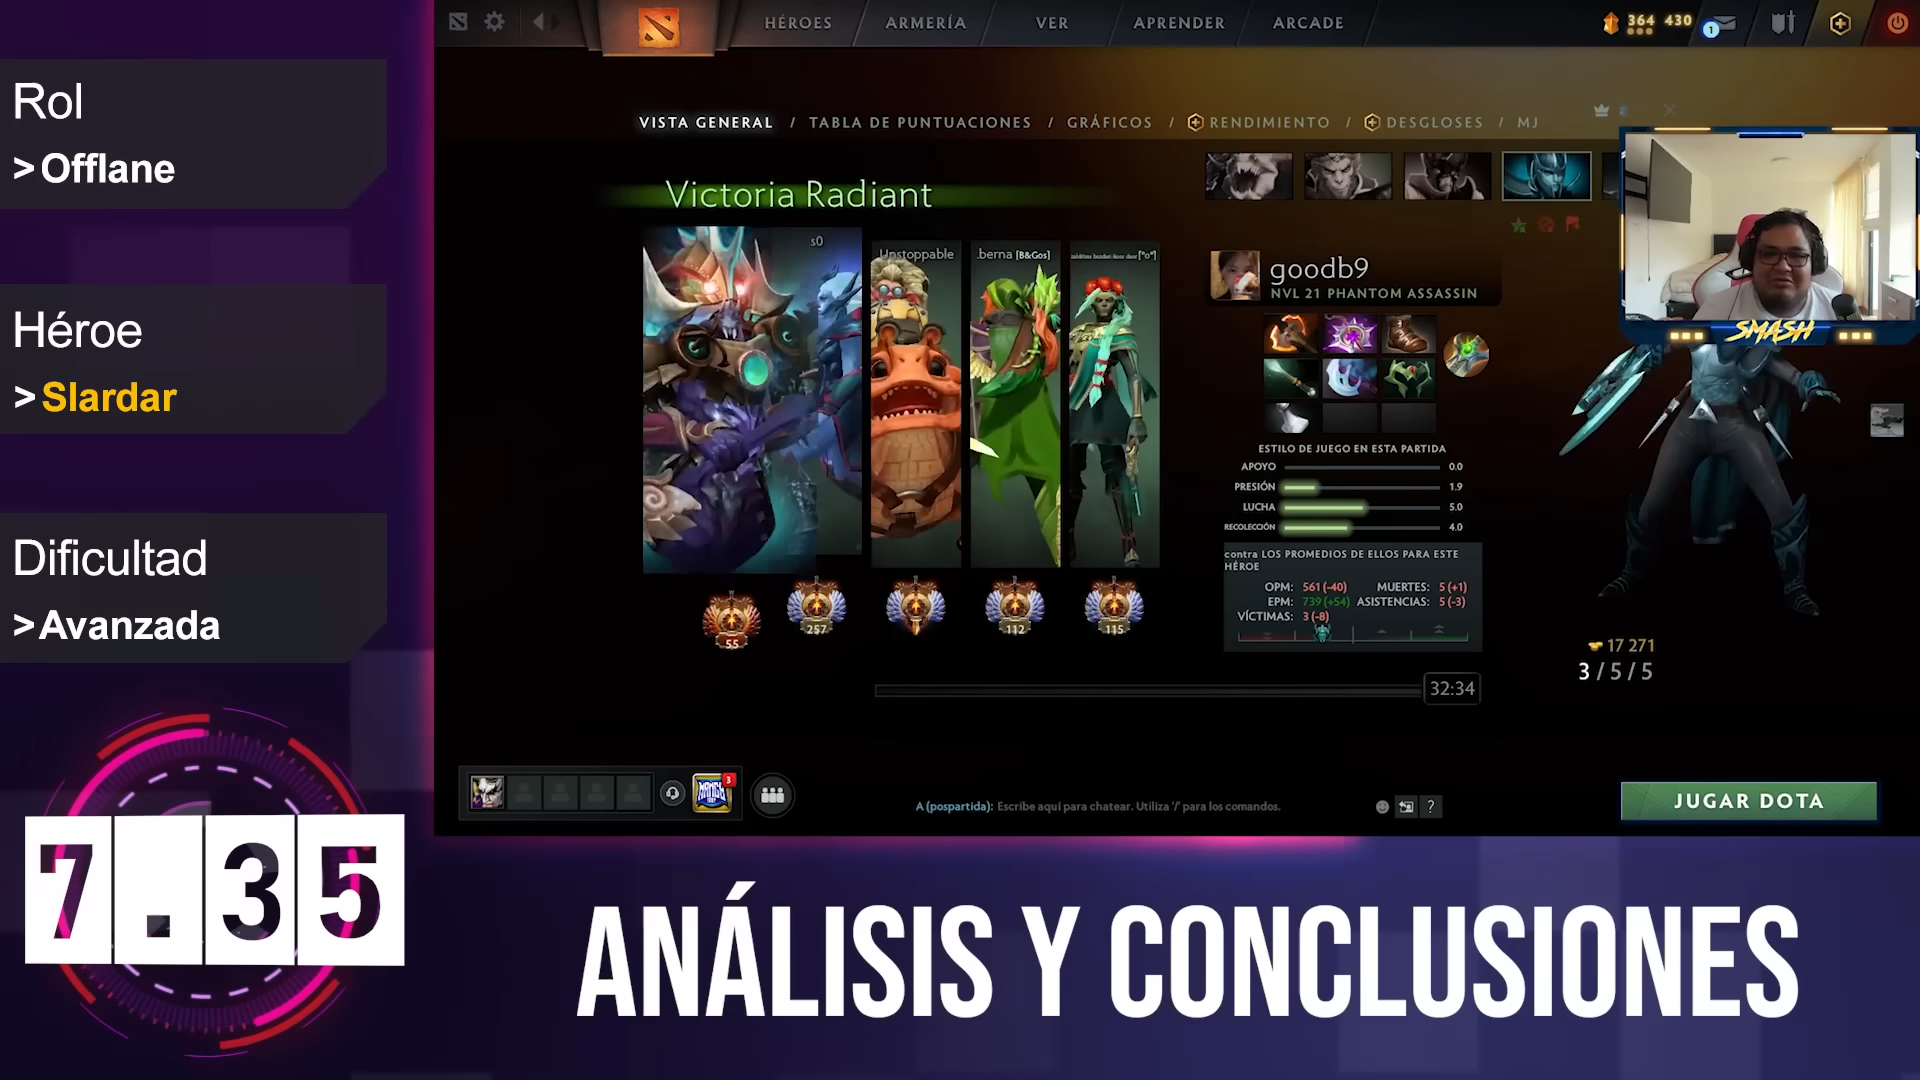 Rol
>Offlane
Héroe
>Slardar
Dificultad
>Avanzada
7.35
HÉROES
ARMERÍA
VER
APRENDER
ARCADE
364 430
1
VISTA GENERAL / TABLA DE PUNTUACIONES / GRÁFICOS / RENDIMIENTO / DESGLOSES / MJ
Victoria Radiant
s0
Unstoppable
.berna [B&Gos]
55
257
112
115
goodb9
NVL 21 PHANTOM ASSASSIN
ESTILO DE JUEGO EN ESTA PARTIDA
APOYO 0.0
PRESIÓN 1.9
LUCHA 5.0
RECOLECCIÓN 4.0
contra LOS PROMEDIOS DE ELLOS PARA ESTE
HÉROE
OPM: 561 (-40) MUERTES: 5 (+1)
EPM: 739 (+54) ASISTENCIAS: 5 (-3)
VÍCTIMAS: 3 (-8)
SMASH
17 271
3 / 5 / 5
32:34
3
A (pospartida): Escribe aquí para chatear. Utiliza '/' para los comandos.
?
JUGAR DOTA
ANÁLISIS Y CONCLUSIONES